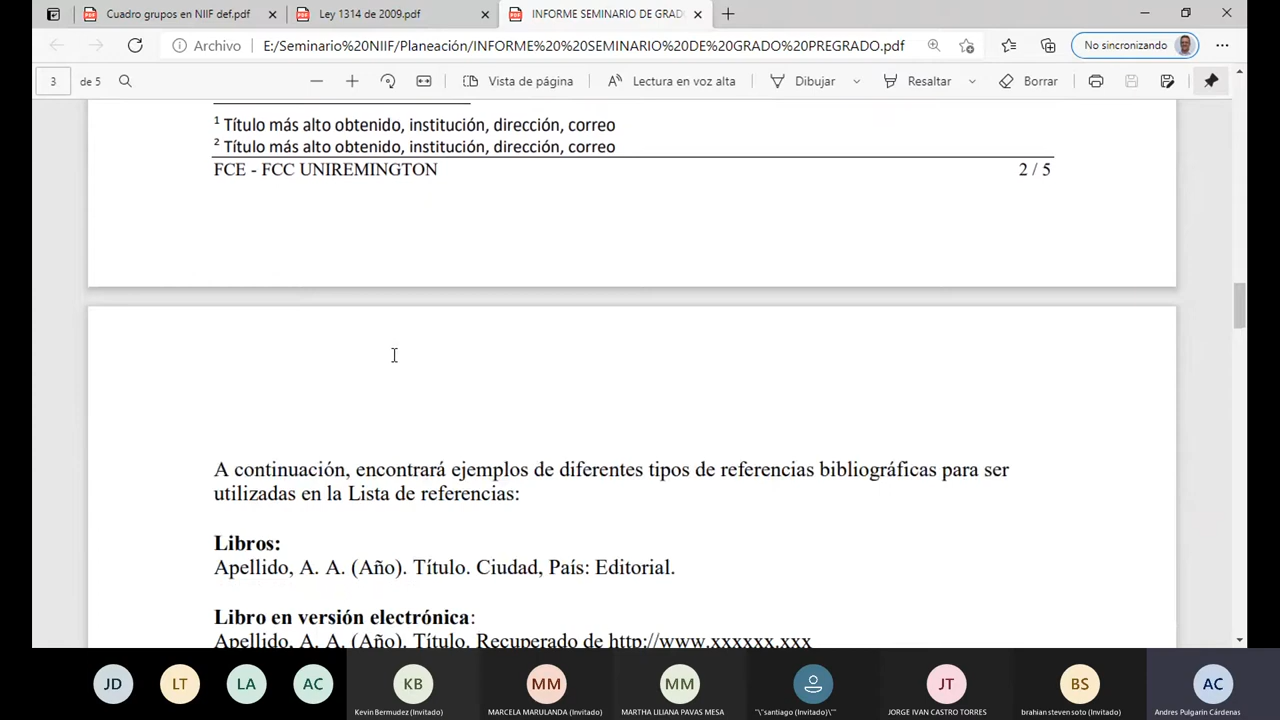 Cuadro grupos en NIIF def.pdf
Ley 1314 de 2009.pdf
INFORME SEMINARIO DE GRAD
Archivo
E:/Seminario%20NIIF/Planeación/INFORME%20%20SEMINARIO%20DE%20GRADO%20PREGRADO.pdf
No sincronizando
3 de 5
Vista de página
Lectura en voz alta
Dibujar
Resaltar
Borrar
1 Título más alto obtenido, institución, dirección, correo
2 Título más alto obtenido, institución, dirección, correo
FCE - FCC UNIREMINGTON 2 / 5
A continuación, encontrará ejemplos de diferentes tipos de referencias bibliográficas para ser
utilizadas en la Lista de referencias:
Libros:
Apellido, A. A. (Año). Título. Ciudad, País: Editorial.
Libro en versión electrónica:
Apellido, A. A. (Año). Título. Recuperado de http://www.xxxxxx.xxx
JD LT LA AC KB MM MM JT BS AC
Kevin Bermudez (Invitado)
MARCELA MARULANDA (Invitado)
MARTHA LILIANA PAVAS MESA
"\"santiago (Invitado)\""
JORGE IVAN CASTRO TORRES
brahian steven soto (Invitado)
Andres Pulgarin Cárdenas